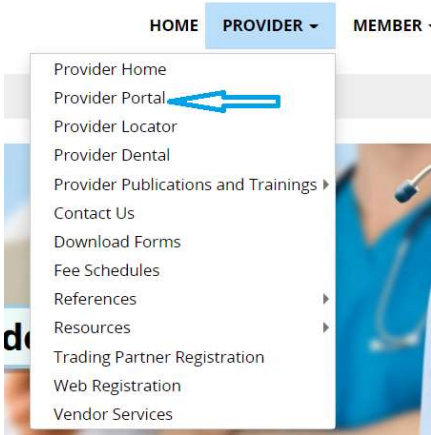 HOME PROVIDER MEMBER
Provider Home
Provider Portal
Provider Locator
Provider Dental
Provider Publications and Trainings
Contact Us
Download Forms
Fee Schedules
References
Resources
Trading Partner Registration
Web Registration
Vendor Services